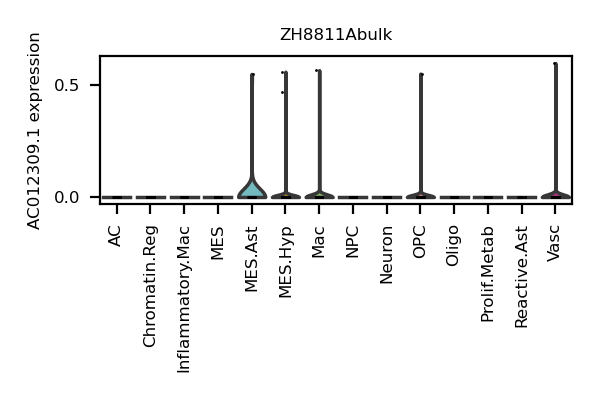 ZH8811Abulk
AC012309.1 expression
0.5
0.0
AC
Chromatin.Reg
Inflammatory.Mac
MES
MES.Ast
MES.Hyp
Mac
NPC
Neuron
OPC
Oligo
Prolif.Metab
Reactive.Ast
Vasc